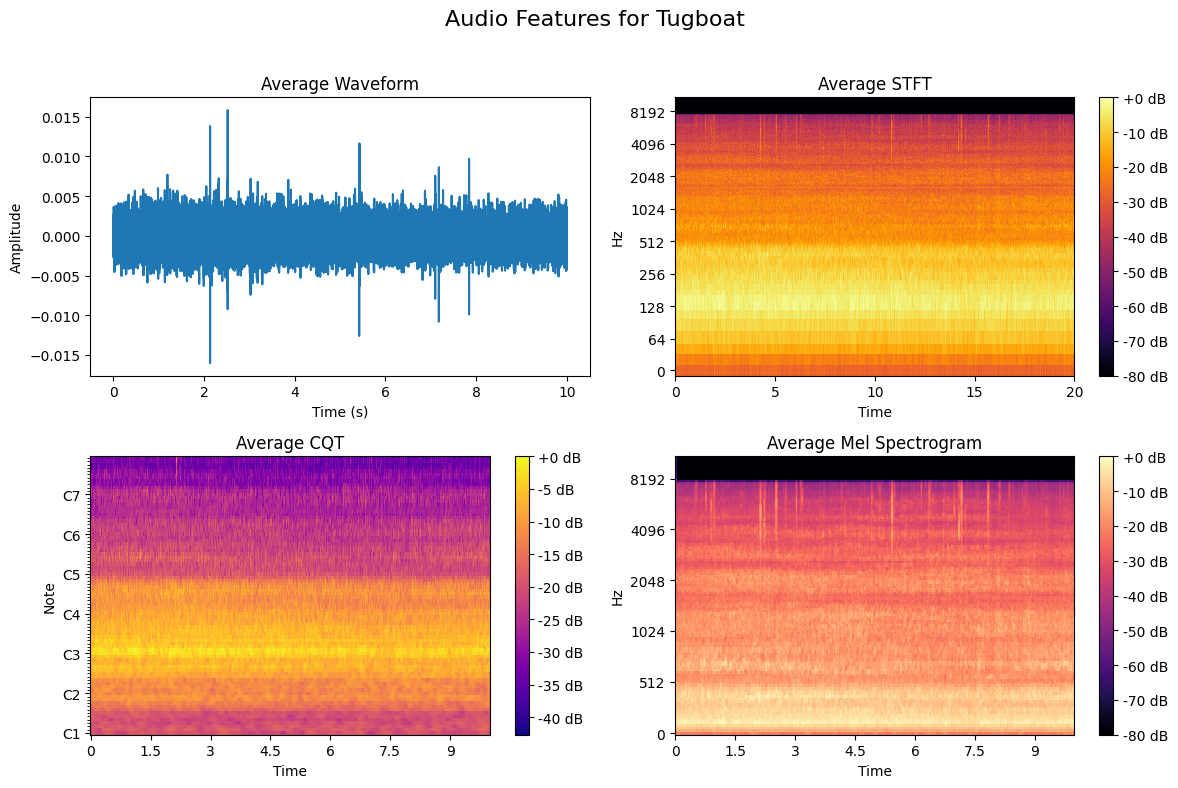 Audio Features for Tugboat
Average Waveform
0.015
0.010
0.005
0.000
−0.005
−0.010
−0.015
Amplitude
0 2 4 6 8 10
Time (s)
Average STFT
8192
4096
2048
1024
512
256
128
64
0
Hz
0 5 10 15 20
Time
+0 dB
-10 dB
-20 dB
-30 dB
-40 dB
-50 dB
-60 dB
-70 dB
-80 dB
Average CQT
C7
C6
C5
C4
C3
C2
C1
Note
0 1.5 3 4.5 6 7.5 9
Time
+0 dB
-5 dB
-10 dB
-15 dB
-20 dB
-25 dB
-30 dB
-35 dB
-40 dB
Average Mel Spectrogram
8192
4096
2048
1024
512
0
Hz
0 1.5 3 4.5 6 7.5 9
Time
+0 dB
-10 dB
-20 dB
-30 dB
-40 dB
-50 dB
-60 dB
-70 dB
-80 dB